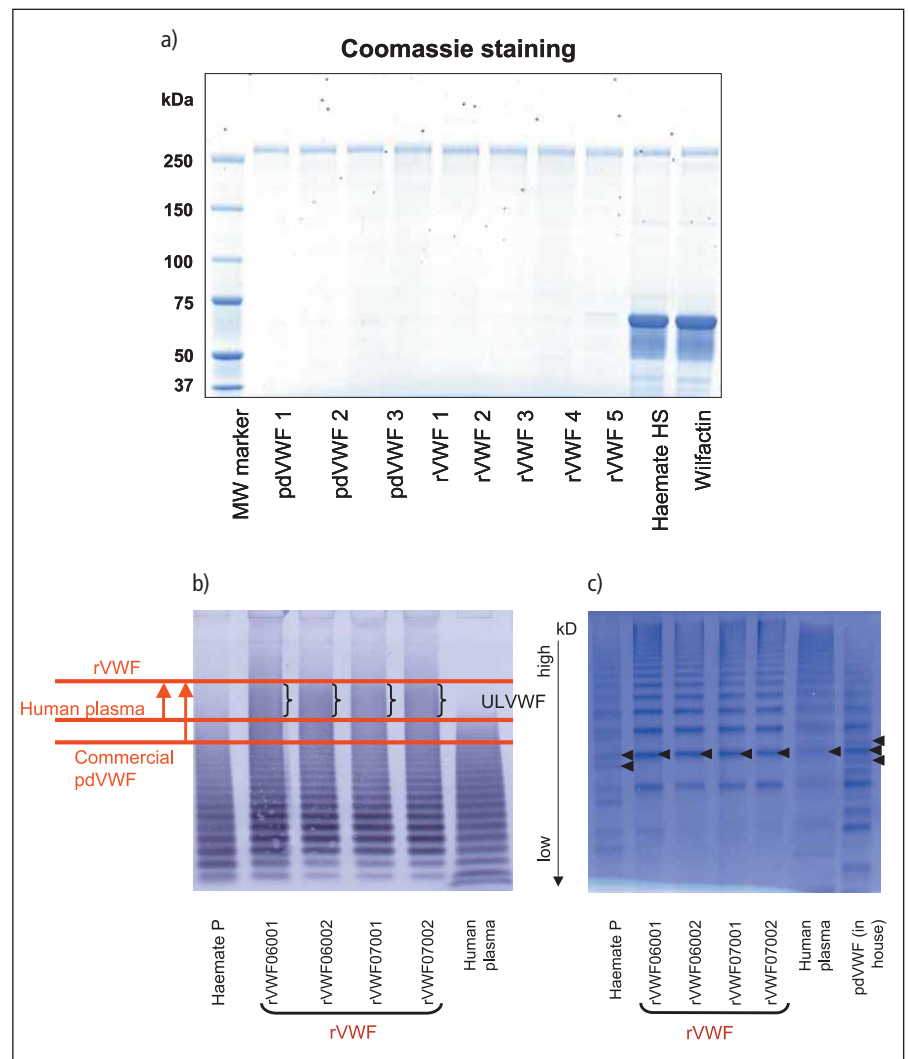 a)
Coomassie staining
kDa
250
150
100
75
50
37
MW marker
pdVWF 1
pdVWF 2
pdVWF 3
rVWF 1
rVWF 2
rVWF 3
rVWF 4
rVWF 5
Haemate HS
Wilfactin
b)
rVWF
Human plasma
Commercial
pdVWF
ULVWF
Haemate P
rVWF06001
rVWF06002
rVWF07001
rVWF07002
Human
plasma
rVWF
c)
kD
high
low
Haemate P
rVWF06001
rVWF06002
rVWF07001
rVWF07002
Human
plasma
pdVWF (in
house)
rVWF